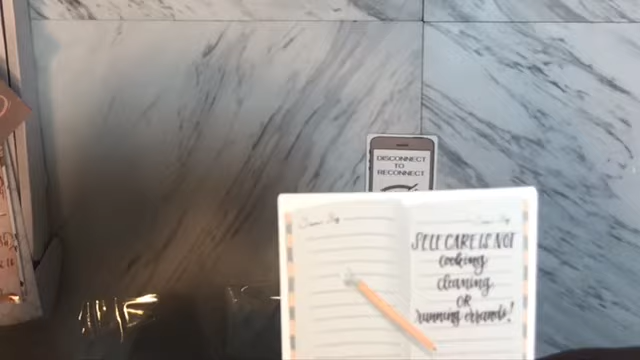 DISCONNECT
TO
RECONNECT
SELF CARE IS NOT
cooking
cleaning
OR
running errands!